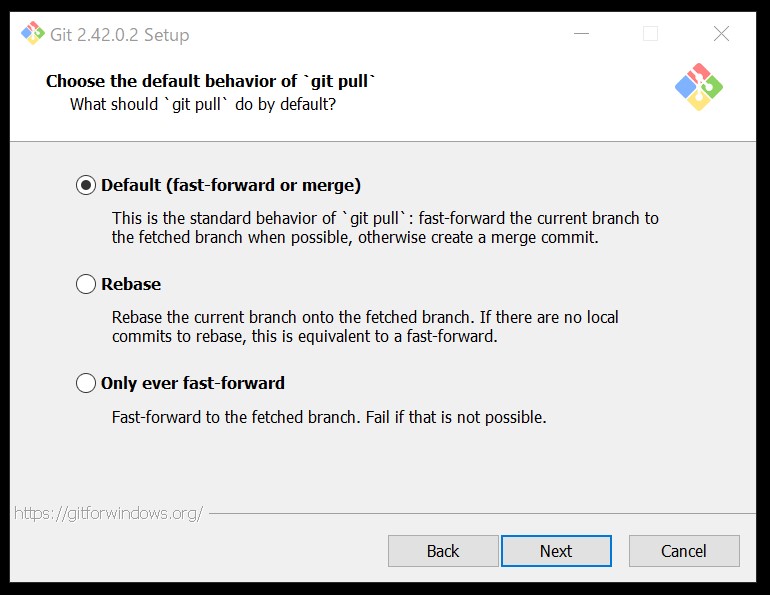 Git 2.42.0.2 Setup
Choose the default behavior of `git pull`
What should `git pull` do by default?
Default (fast-forward or merge)
This is the standard behavior of `git pull`: fast-forward the current branch to
the fetched branch when possible, otherwise create a merge commit.
Rebase
Rebase the current branch onto the fetched branch. If there are no local
commits to rebase, this is equivalent to a fast-forward.
Only ever fast-forward
Fast-forward to the fetched branch. Fail if that is not possible.
https://gitforwindows.org/
Back Next Cancel